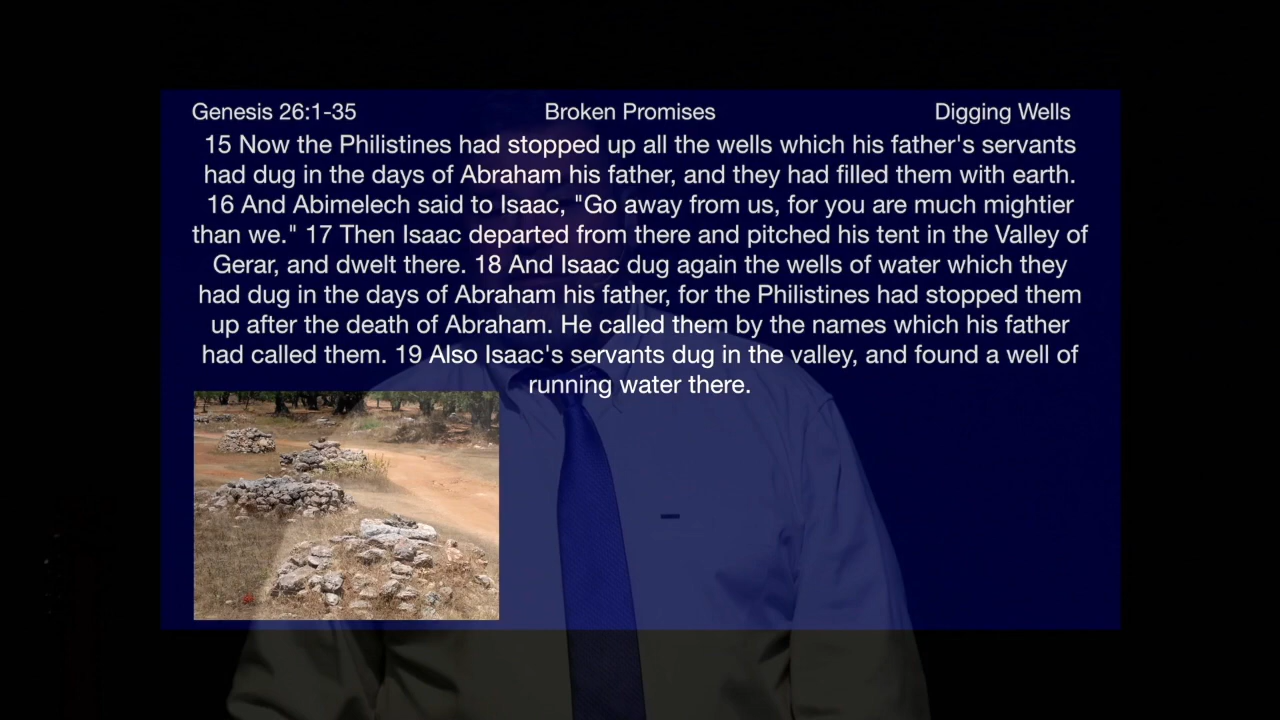 Genesis 26:1-35 Broken Promises Digging Wells
15 Now the Philistines had stopped up all the wells which his father's servants
had dug in the days of Abraham his father, and they had filled them with earth.
16 And Abimelech said to Isaac, "Go away from us, for you are much mightier
than we." 17 Then Isaac departed from there and pitched his tent in the Valley of
Gerar, and dwelt there. 18 And Isaac dug again the wells of water which they
had dug in the days of Abraham his father, for the Philistines had stopped them
up after the death of Abraham. He called them by the names which his father
had called them. 19 Also Isaac's servants dug in the valley, and found a well of
running water there.